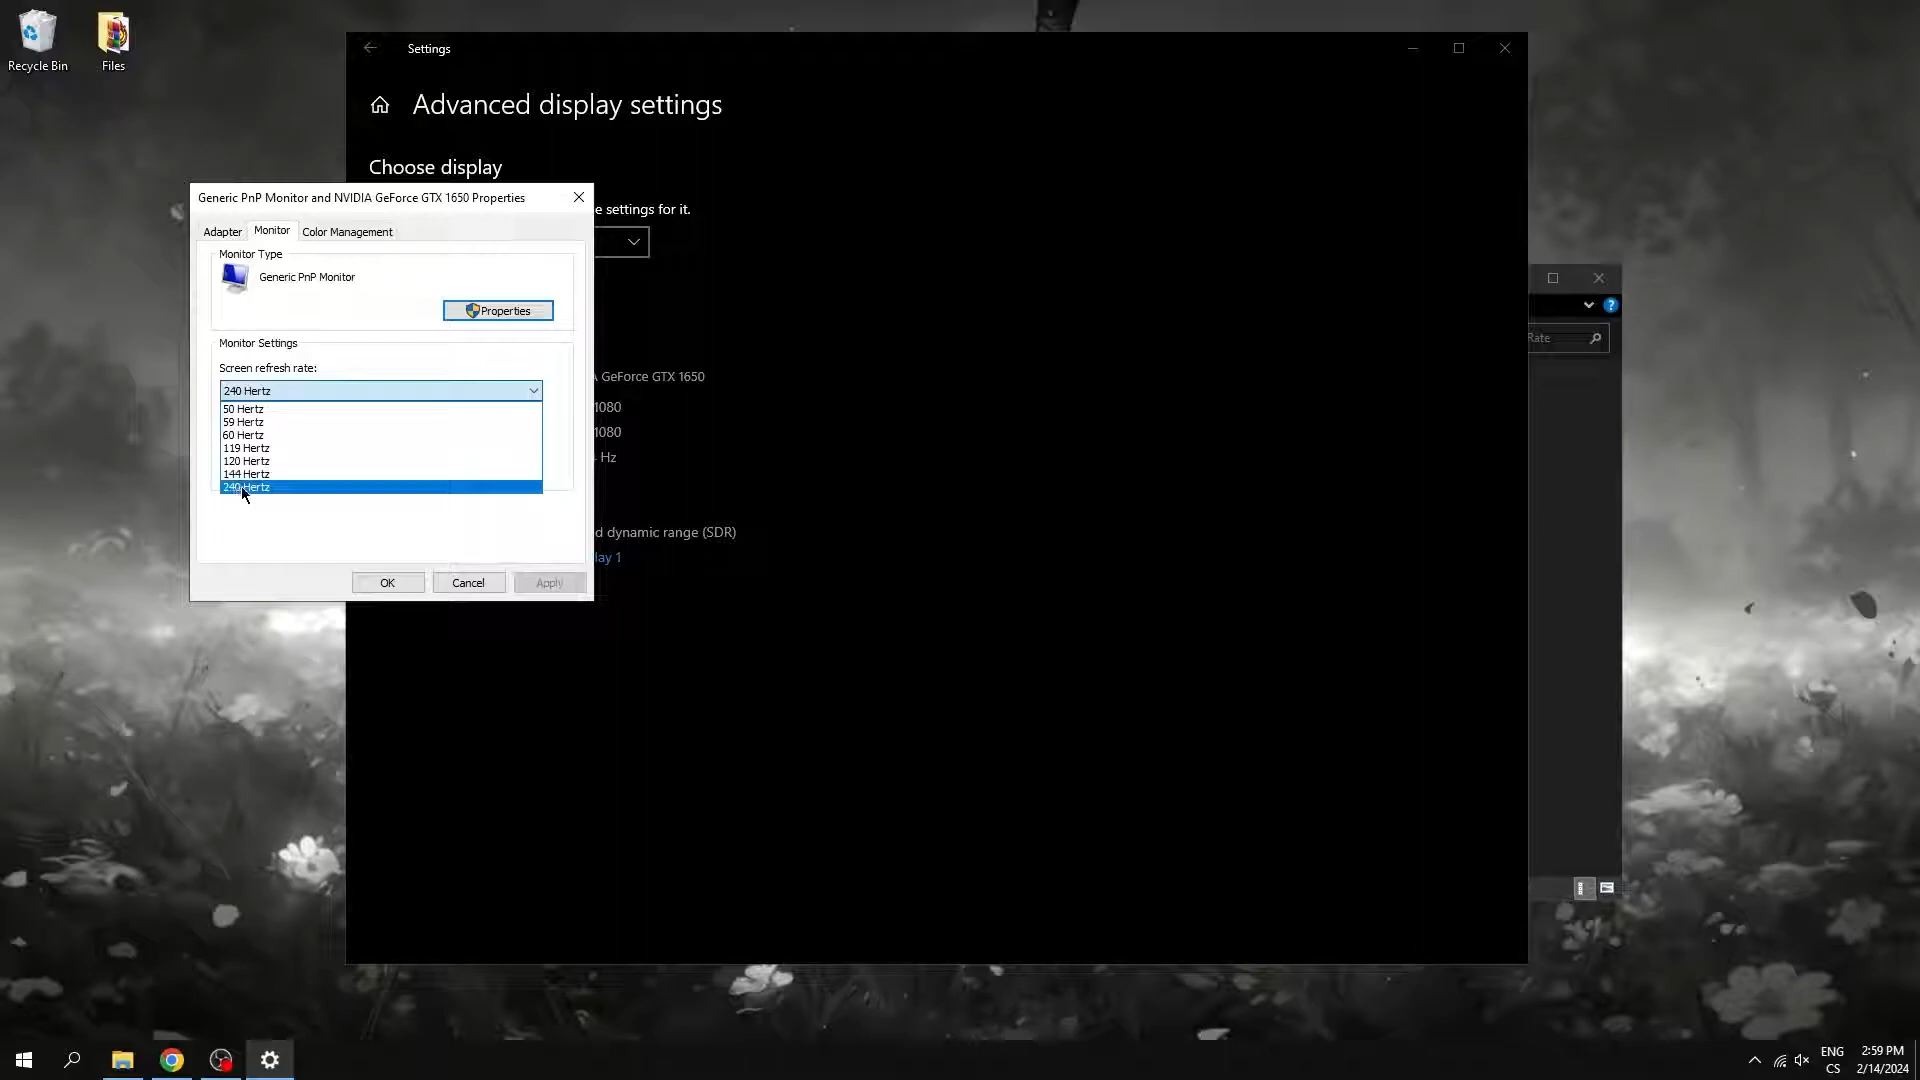 Recycle Bin
Files
Settings
Advanced display settings
Choose display
Generic PnP Monitor and NVIDIA GeForce GTX 1650 Properties
e settings for it.
Adapter
Monitor
Color Management
Monitor Type
Generic PnP Monitor
Properties
Monitor Settings
Screen refresh rate:
240 Hertz
50 Hertz
59 Hertz
60 Hertz
119 Hertz
120 Hertz
144 Hertz
240 Hertz
GeForce GTX 1650
1080
1080
Hz
d dynamic range (SDR)
lay 1
OK
Cancel
Apply
Rate
ENG
CS
2:59 PM
2/14/2024